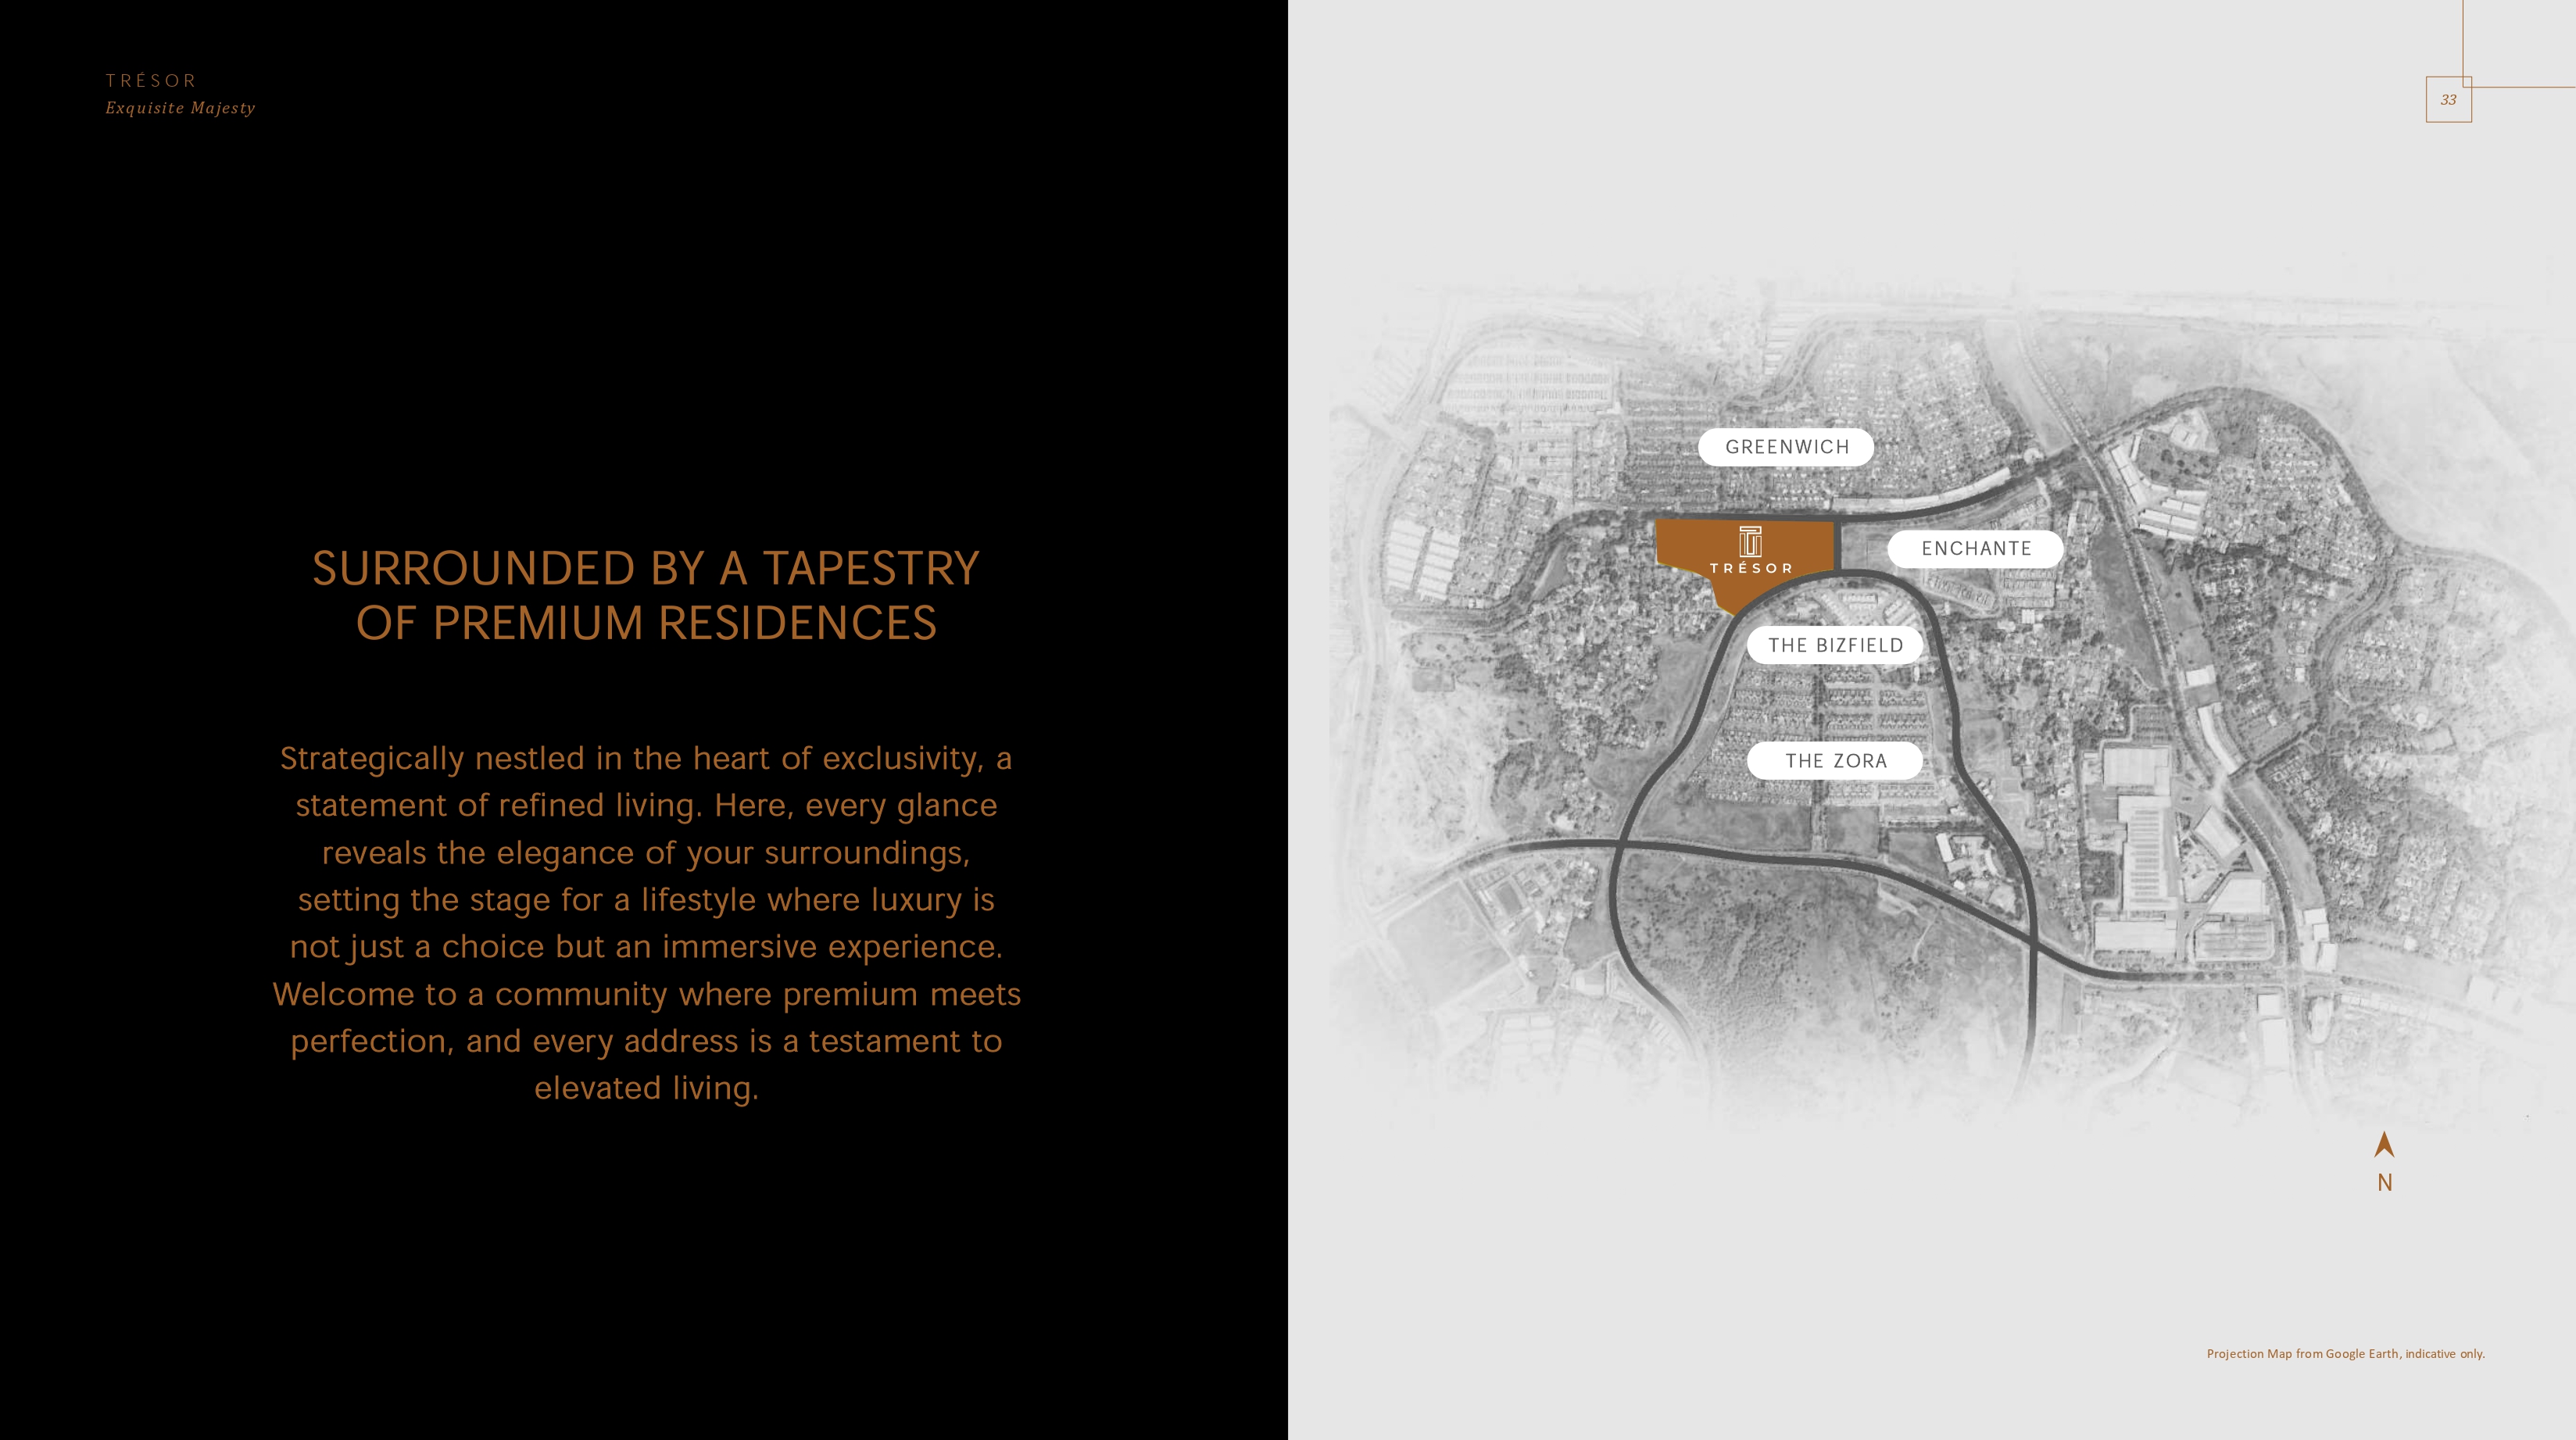 TRÉSOR
Exquisite Majesty
33
SURROUNDED BY A TAPESTRY
OF PREMIUM RESIDENCES
Strategically nestled in the heart of exclusivity, a
statement of refined living. Here, every glance
reveals the elegance of your surroundings,
setting the stage for a lifestyle where luxury is
not just a choice but an immersive experience.
Welcome to a community where premium meets
perfection, and every address is a testament to
elevated living.
GREENWICH
TRÉSOR
ENCHANTE
THE BIZFIELD
THE ZORA
N
Projection Map from Google Earth, indicative only.